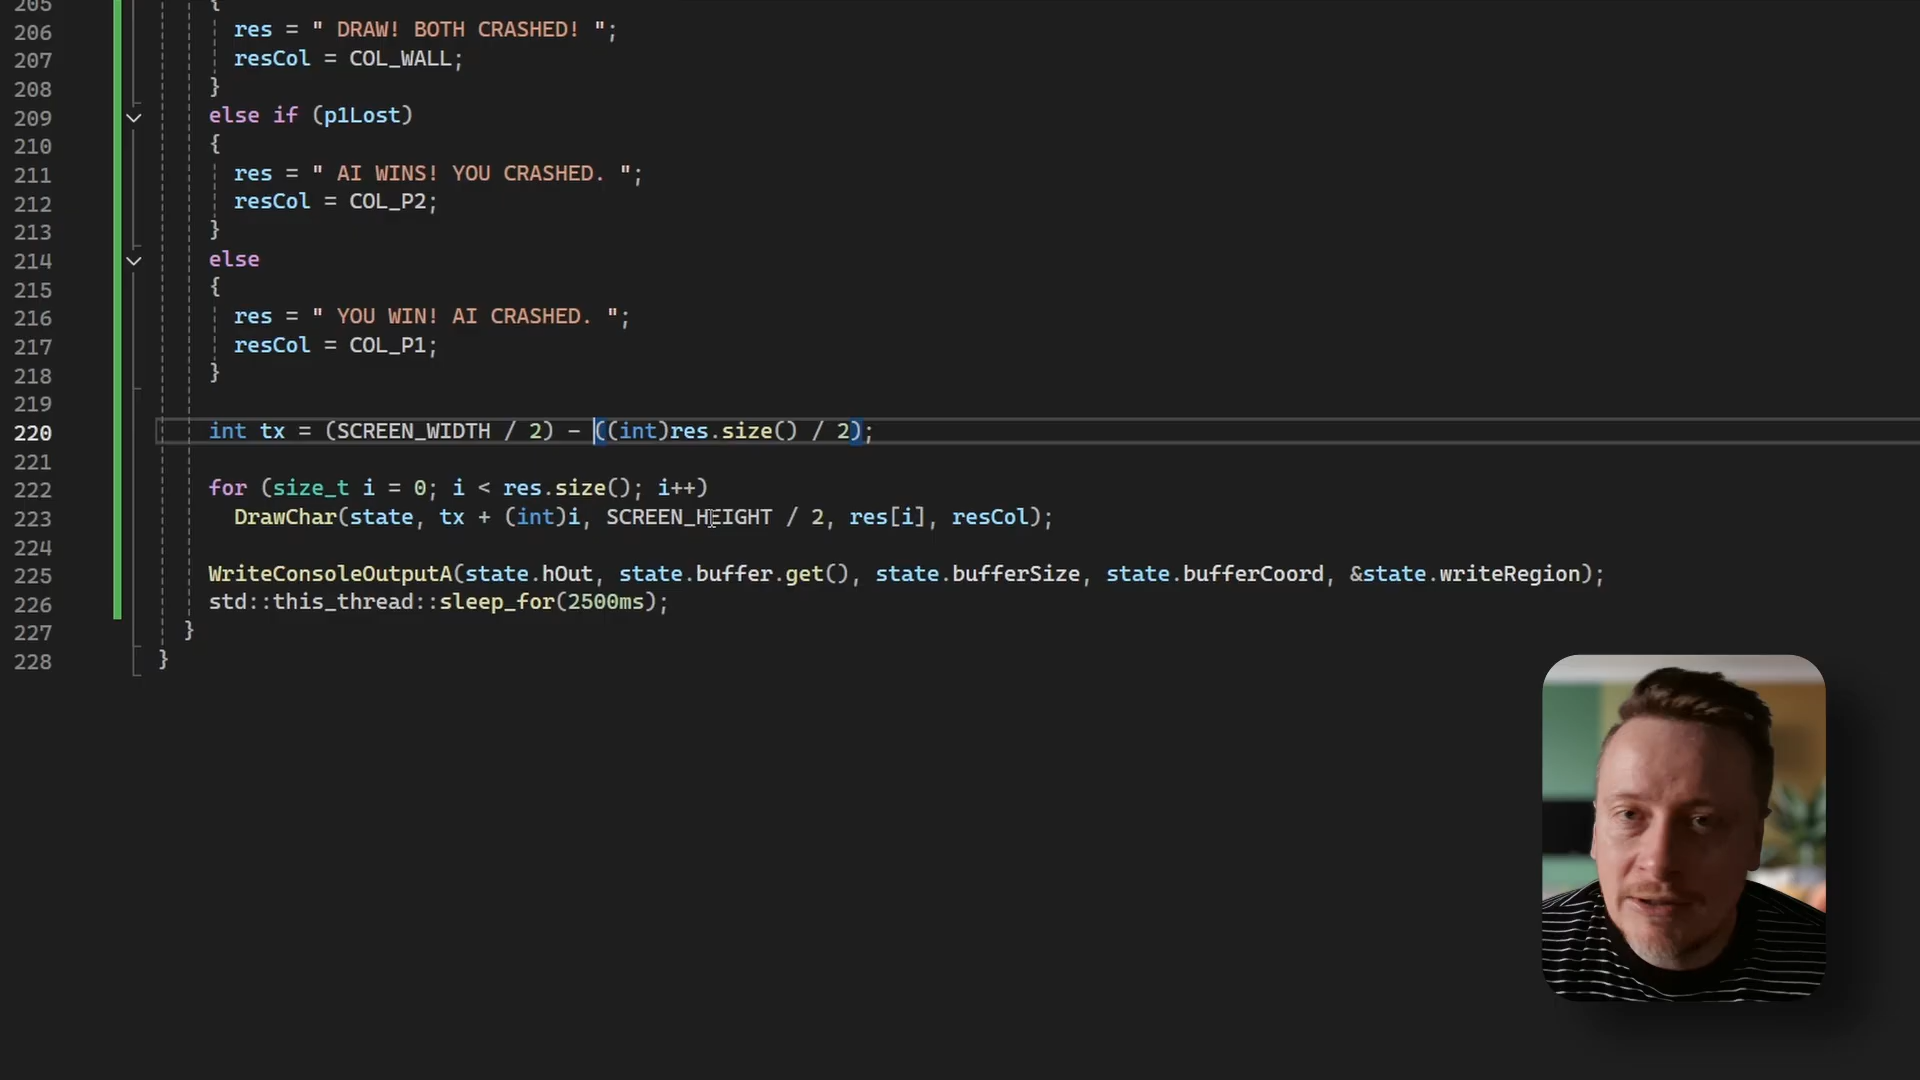 205 {
206 res = " DRAW! BOTH CRASHED! ";
207 resCol = COL_WALL;
208 }
209 else if (p1Lost)
210 {
211 res = " AI WINS! YOU CRASHED. ";
212 resCol = COL_P2;
213 }
214 else
215 {
216 res = " YOU WIN! AI CRASHED. ";
217 resCol = COL_P1;
218 }
219
220 int tx = (SCREEN_WIDTH / 2) - ((int)res.size() / 2);
221
222 for (size_t i = 0; i < res.size(); i++)
223 DrawChar(state, tx + (int)i, SCREEN_HEIGHT / 2, res[i], resCol);
224
225 WriteConsoleOutputA(state.hOut, state.buffer.get(), state.bufferSize, state.bufferCoord, &state.writeRegion);
226 std::this_thread::sleep_for(2500ms);
227 }
228 }